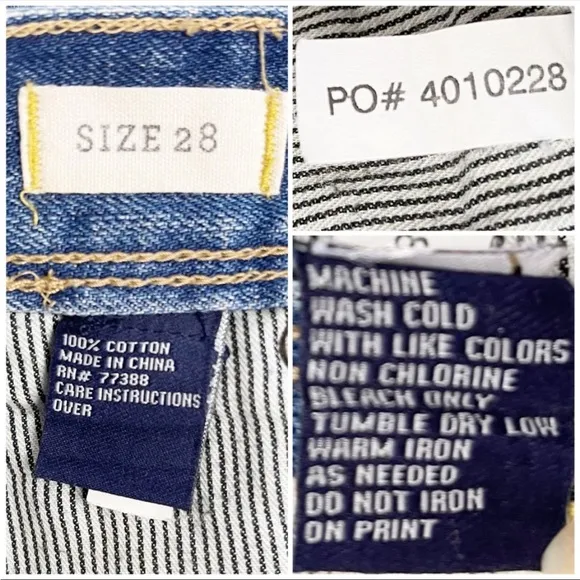 SIZE 28
PO# 4010228
100% COTTON
MADE IN CHINA
RN# 77388
CARE INSTRUCTIONS
OVER
MACHINE
WASH COLD
WITH LIKE COLORS
NON CHLORINE
BLEACH ONLY
TUMBLE DRY LOW
WARM IRON
AS NEEDED
DO NOT IRON
ON PRINT